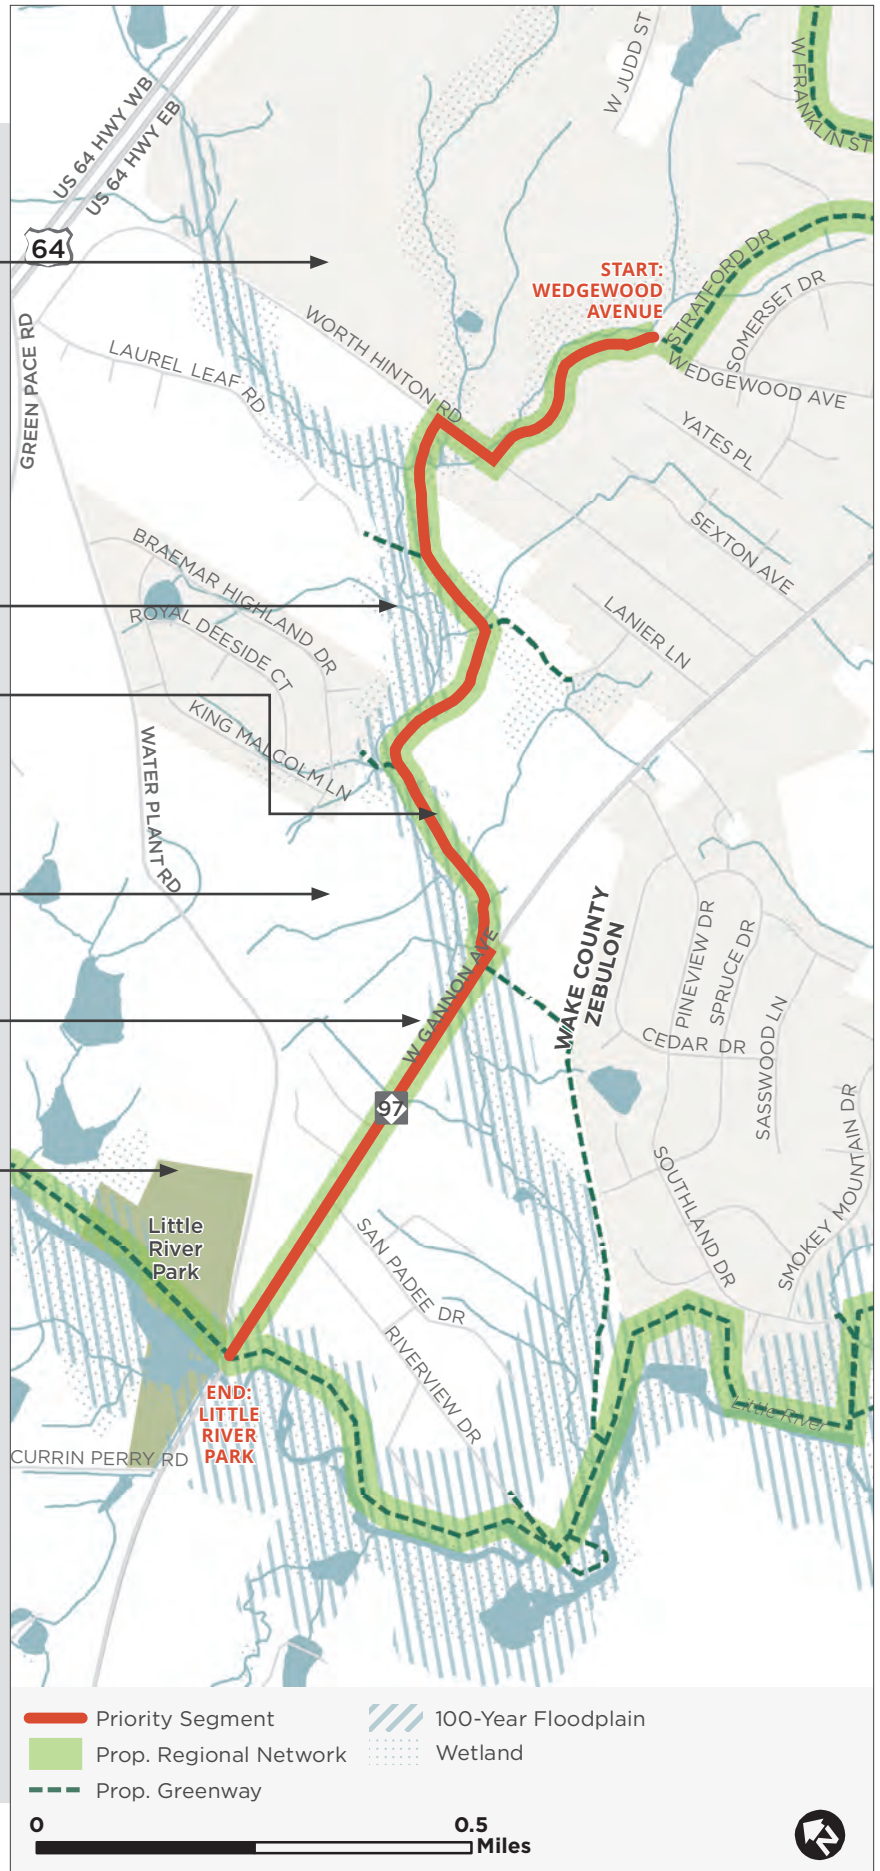 W JUDD ST
W FRANKLIN ST
US 64 HWY WB
US 64 HWY EB
64
START:
WEDGEWOOD
AVENUE
STRATFORD DR
SOMERSET DR
WORTH HINTON RD
GREEN PACE RD
LAUREL LEAF RD
WEDGEWOOD AVE
YATES PL
SEXTON AVE
BRAEMAR HIGHLAND DR
ROYAL DEESIDE CT
LANIER LN
KING MALCOLM LN
WATER PLANT RD
W GANNON AVE
WAKE COUNTY
ZEBULON
PINEVIEW DR
SPRUCE DR
CEDAR DR
SASSWOOD LN
97
SOUTHLAND DR
SMOKEY MOUNTAIN DR
Little
River
Park
SAN PADEE DR
RIVERVIEW DR
END:
LITTLE
RIVER
PARK
Little River
CURRIN PERRY RD
Priority Segment
Prop. Regional Network
Prop. Greenway
100-Year Floodplain
Wetland
0 0.5
Miles
N